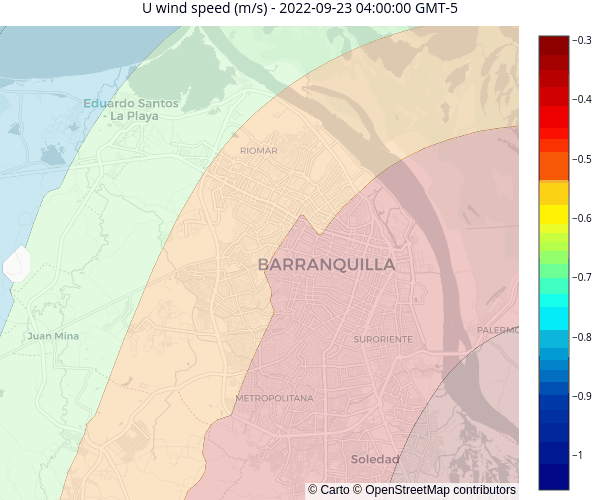 U wind speed (m/s) - 2022-09-23 04:00:00 GMT-5
Eduardo Santos
- La Playa
RIOMAR
BARRANQUILLA
Juan Mina
SURORIENTE
PALERMO
METROPOLITANA
Soledad
© Carto © OpenStreetMap contributors
−0.3
−0.4
−0.5
−0.6
−0.7
−0.8
−0.9
−1